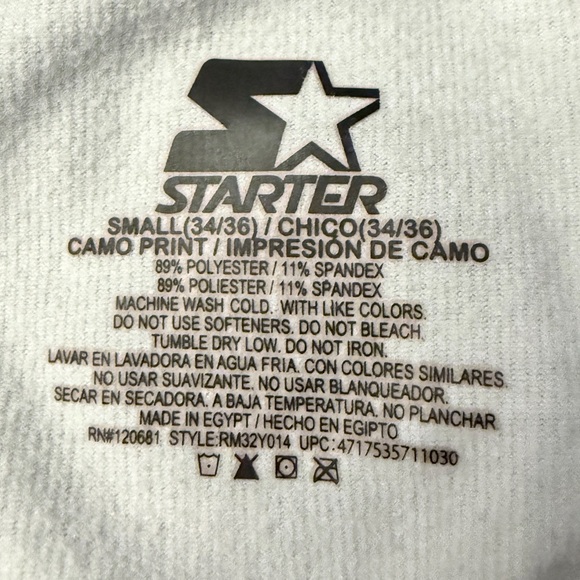 STARTER
SMALL(34/36) / CHICO(34/36)
CAMO PRINT / IMPRESIÓN DE CAMO
89% POLYESTER / 11% SPANDEX
89% POLIESTER / 11% SPANDEX
MACHINE WASH COLD. WITH LIKE COLORS.
DO NOT USE SOFTENERS. DO NOT BLEACH.
TUMBLE DRY LOW. DO NOT IRON.
LAVAR EN LAVADORA EN AGUA FRIA. CON COLORES SIMILARES.
NO USAR SUAVIZANTE. NO USAR BLANQUEADOR.
SECAR EN SECADORA. A BAJA TEMPERATURA. NO PLANCHAR
MADE IN EGYPT / HECHO EN EGIPTO
RN#120681 STYLE:RM32Y014 UPC:4717535711030